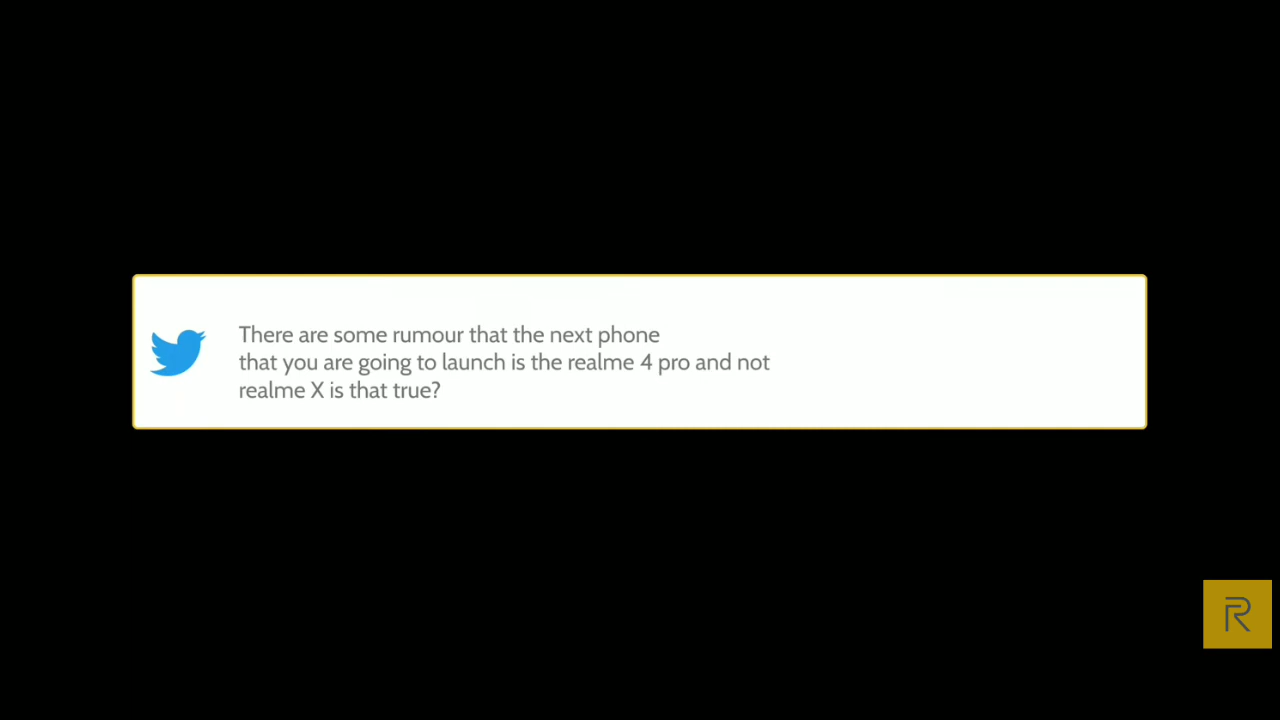 There are some rumour that the next phone
that you are going to launch is the realme 4 pro and not
realme X is that true?
R